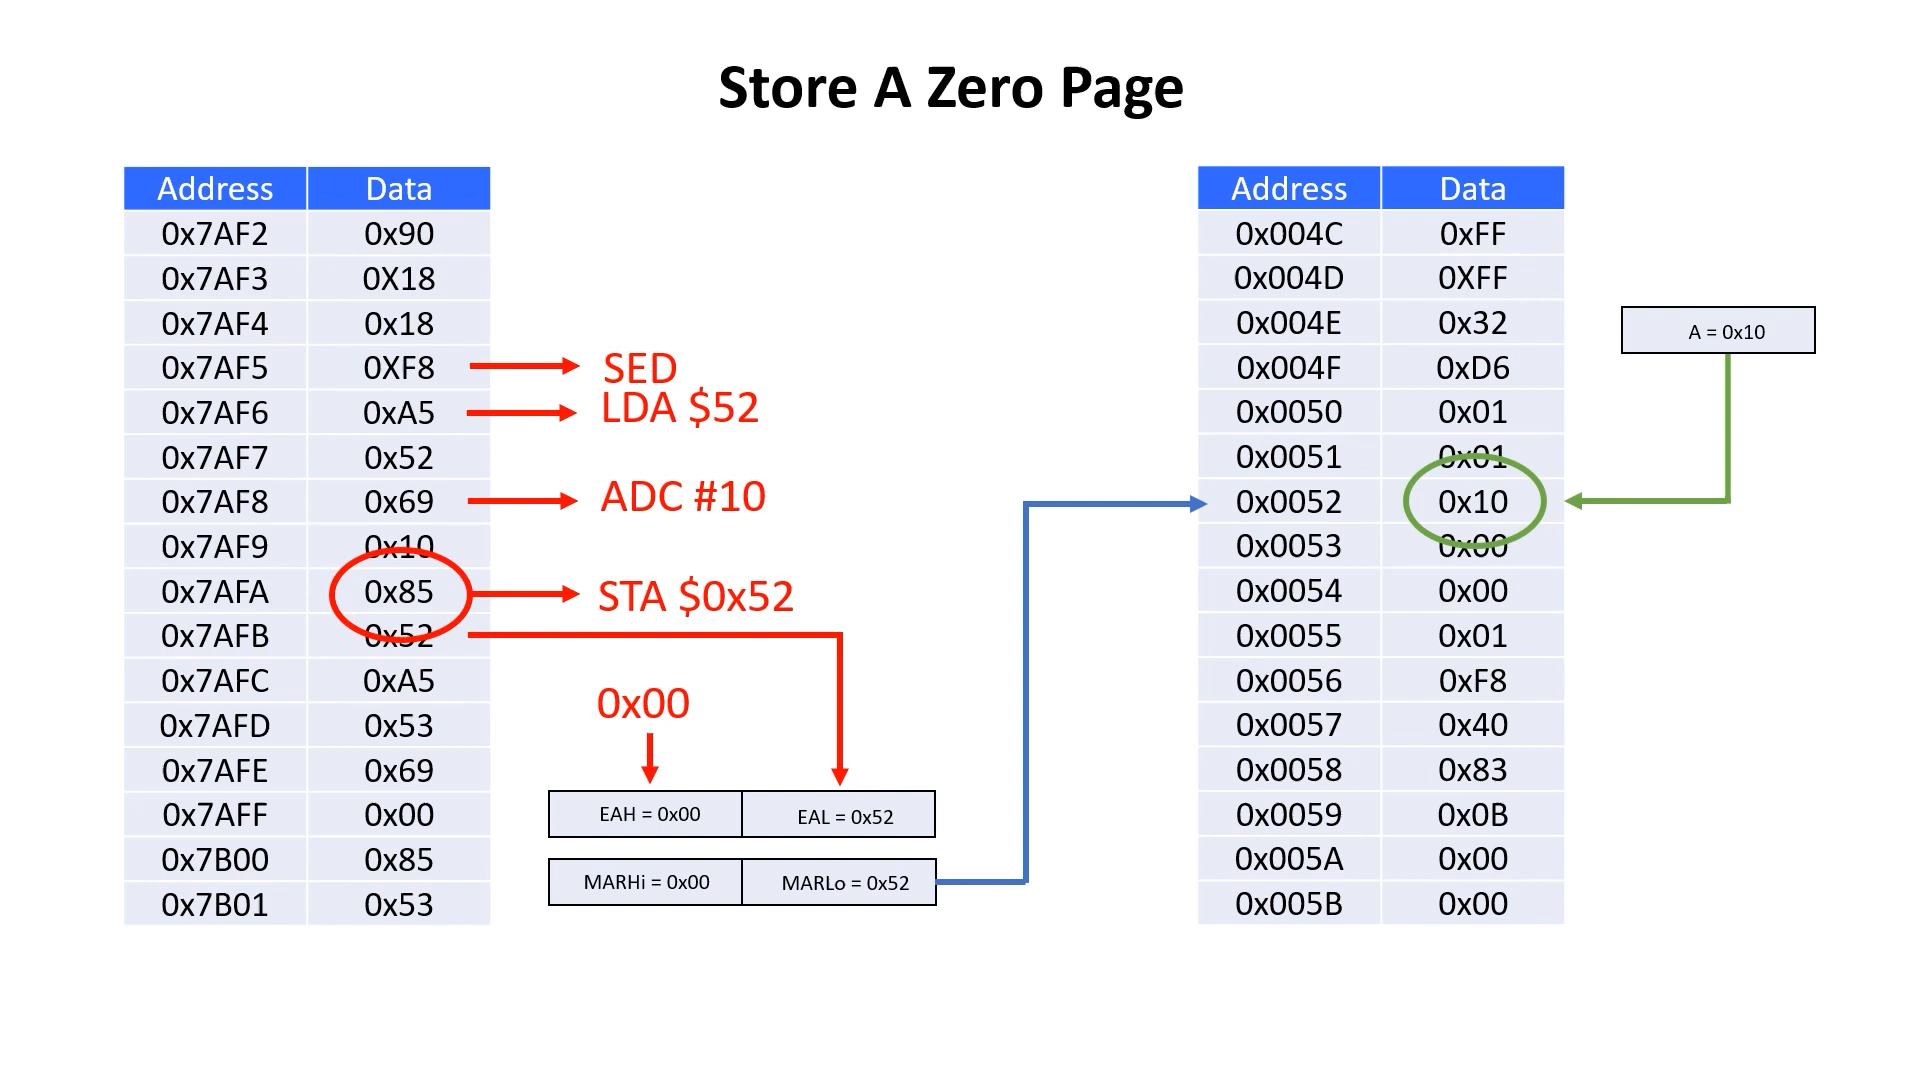 Store A Zero Page
Address Data
0x7AF2 0x90
0x7AF3 0X18
0x7AF4 0x18
0x7AF5 0XF8
0x7AF6 0xA5
0x7AF7 0x52
0x7AF8 0x69
0x7AF9 0x10
0x7AFA 0x85
0x7AFB 0x52
0x7AFC 0xA5
0x7AFD 0x53
0x7AFE 0x69
0x7AFF 0x00
0x7B00 0x85
0x7B01 0x53
SED
LDA $52
ADC #10
STA $0x52
0x00
EAH = 0x00 EAL = 0x52
MARHi = 0x00 MARLo = 0x52
Address Data
0x004C 0xFF
0x004D 0XFF
0x004E 0x32
0x004F 0xD6
0x0050 0x01
0x0051 0x01
0x0052 0x10
0x0053 0x00
0x0054 0x00
0x0055 0x01
0x0056 0xF8
0x0057 0x40
0x0058 0x83
0x0059 0x0B
0x005A 0x00
0x005B 0x00
A = 0x10